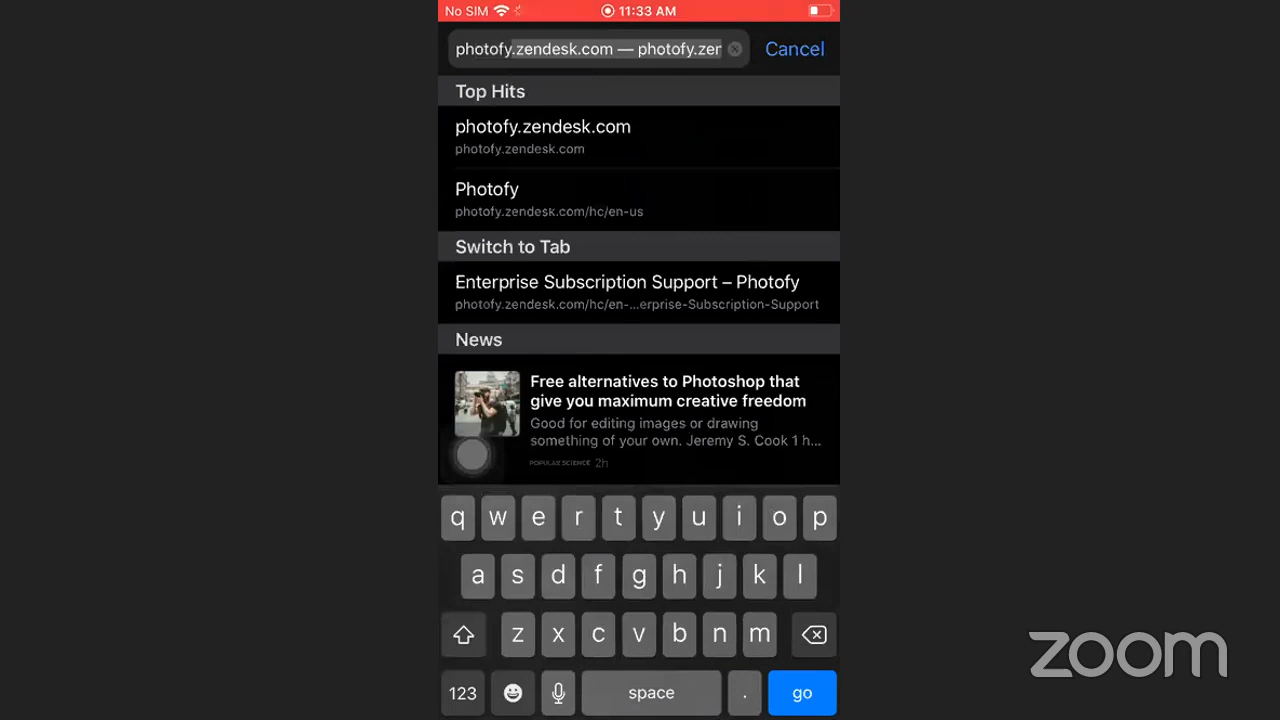 No SIM 11:33 AM
photofy.zendesk.com — photofy.zen Cancel
Top Hits
photofy.zendesk.com
photofy.zendesk.com
Photofy
photofy.zendesk.com/hc/en-us
Switch to Tab
Enterprise Subscription Support – Photofy
photofy.zendesk.com/hc/en-...erprise-Subscription-Support
News
Free alternatives to Photoshop that
give you maximum creative freedom
Good for editing images or drawing
something of your own. Jeremy S. Cook 1 h...
POPULAR SCIENCE 2h
q w e r t y u i o p
a s d f g h j k l
z x c v b n m
123 space . go
zoom